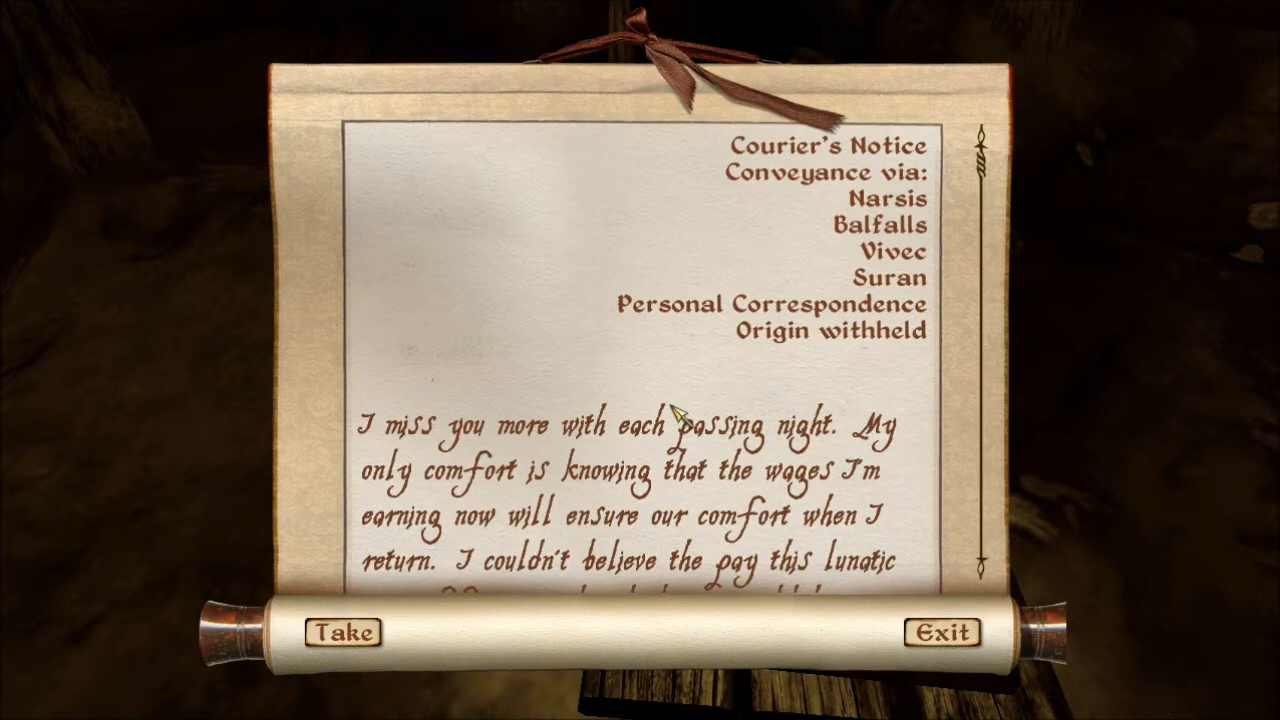 Courier's Notice
Conveyance via:
Narsis
Balfalls
Vivec
Suran
Personal Correspondence
Origin withheld
I miss you more with each passing night. My
only comfort is knowing that the wages I'm
earning now will ensure our comfort when I
return. I couldn't believe the pay this lunatic
Take
Exit